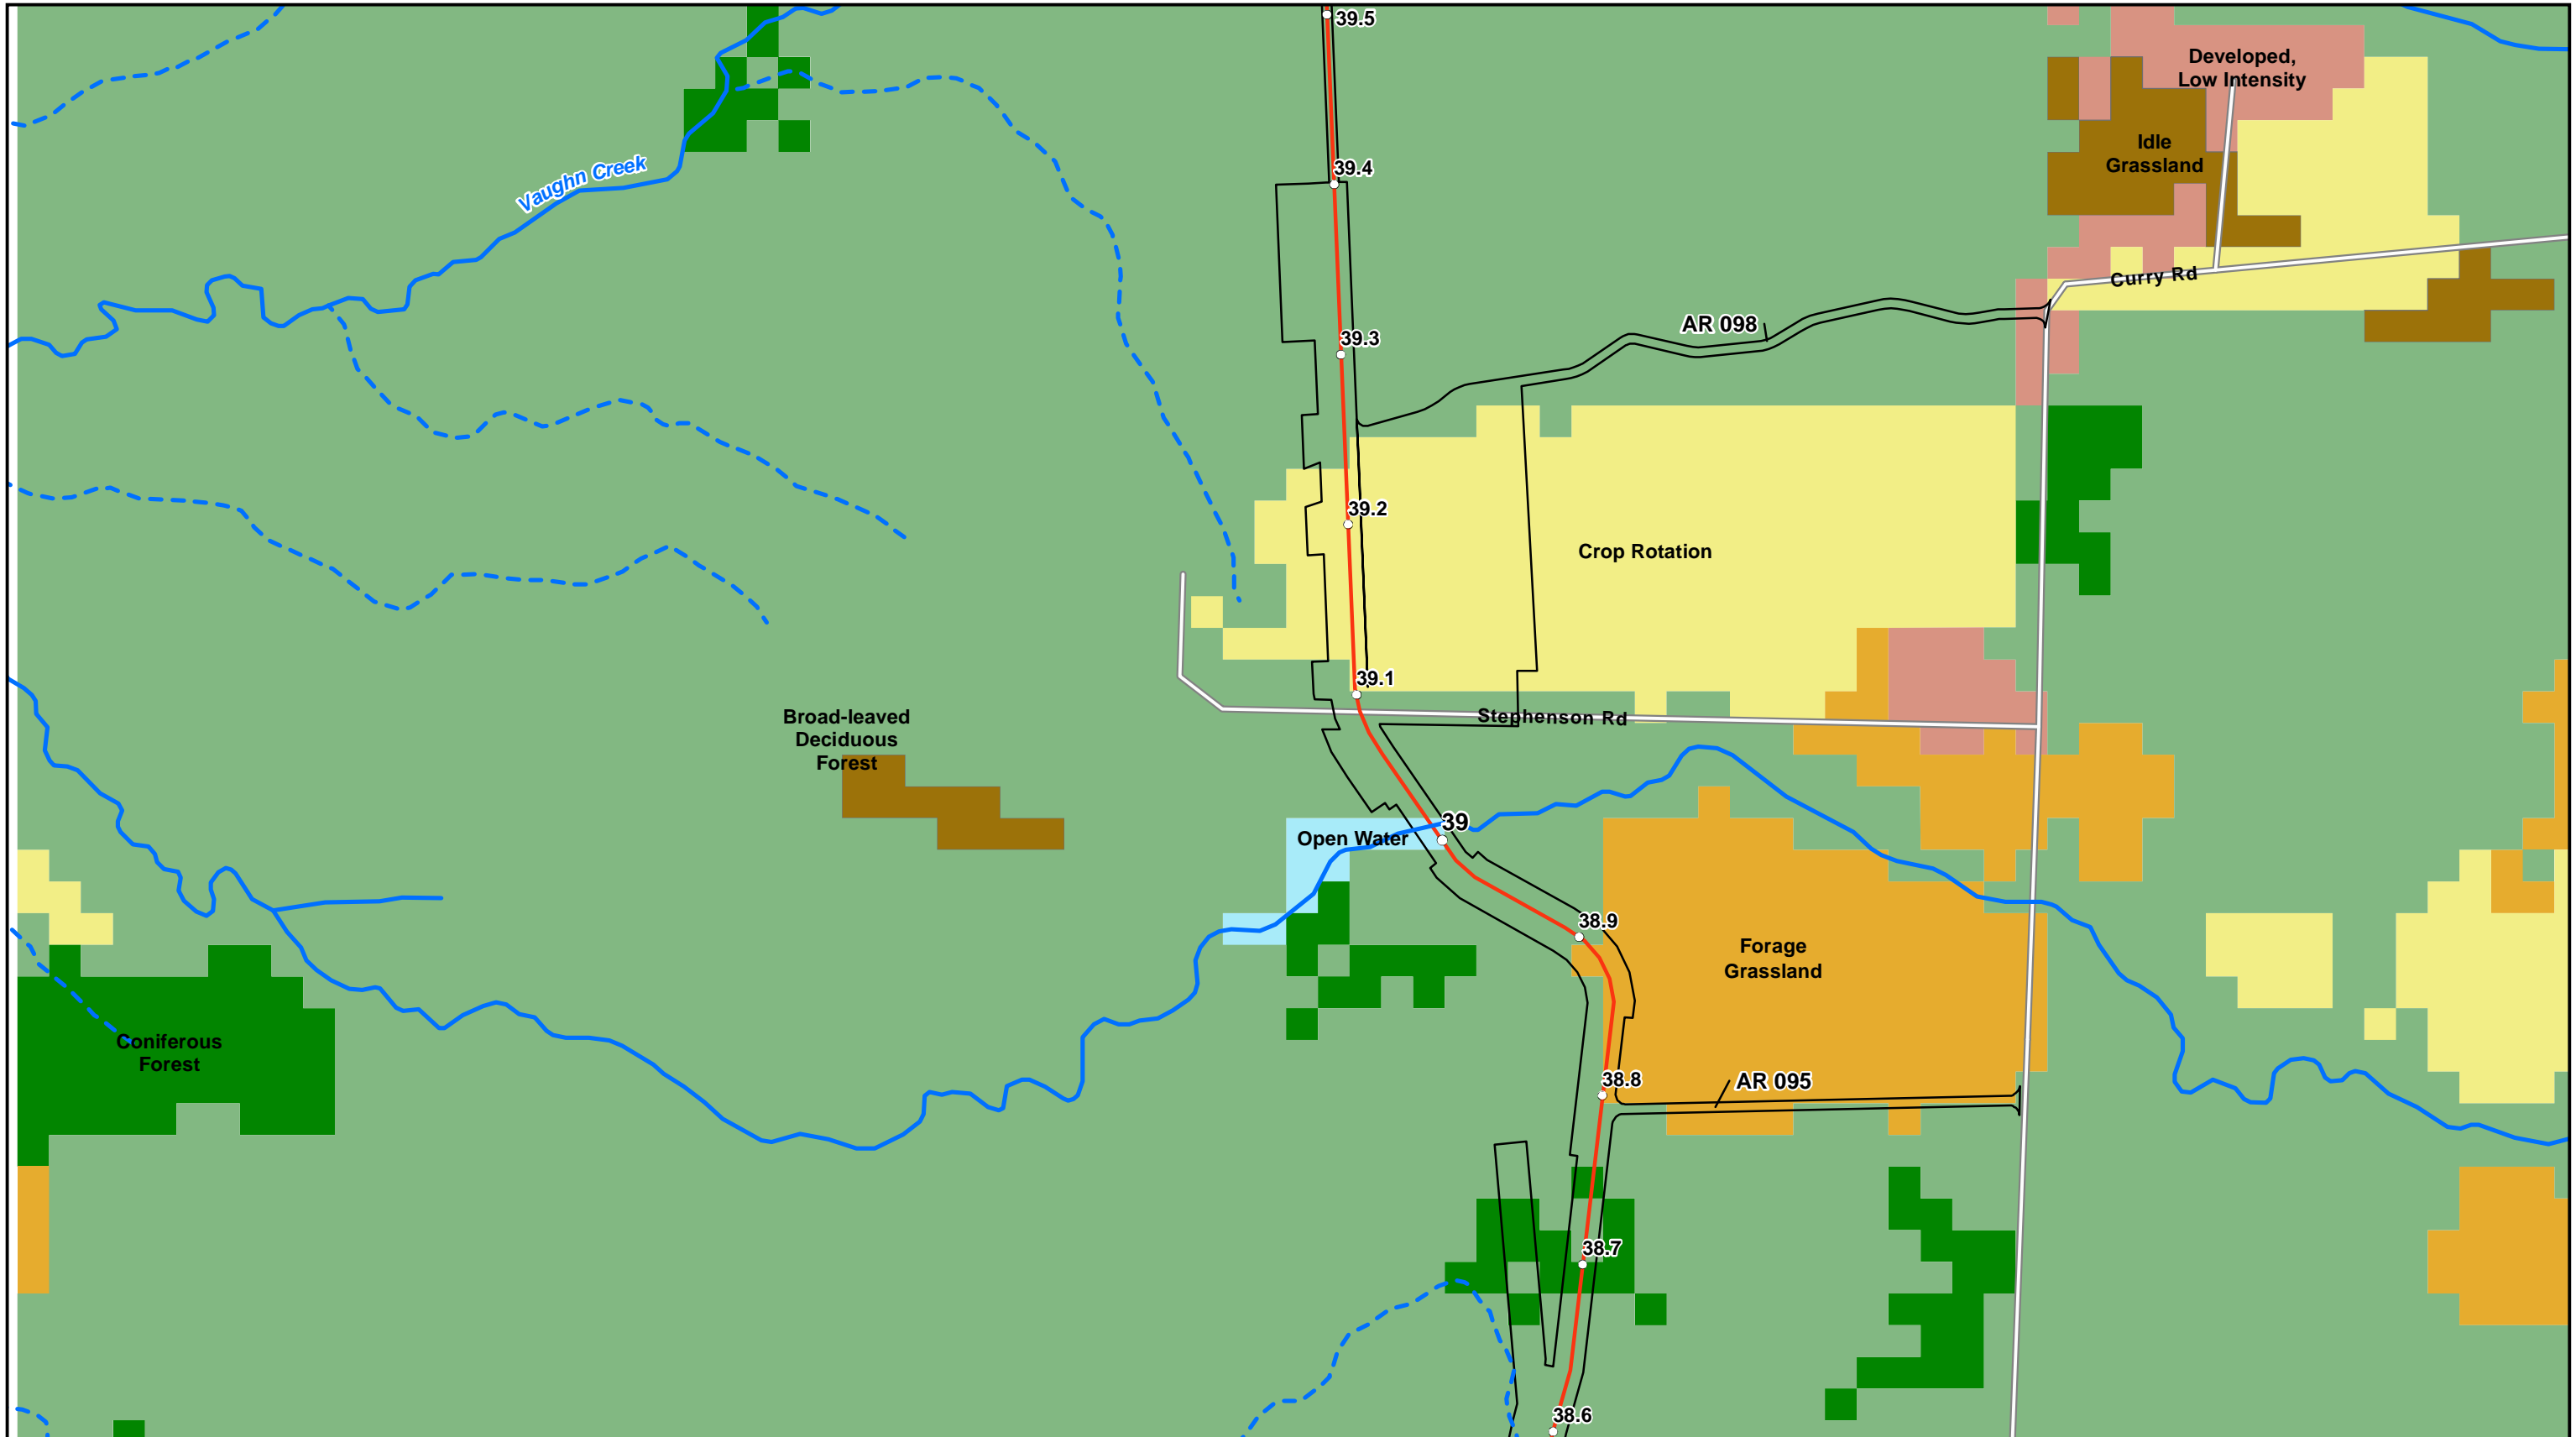 39.5
Developed,
Low Intensity
Idle
Grassland
39.4
Vaughn Creek
Curry Rd
AR 098
39.3
39.2
Crop Rotation
39.1
Stephenson Rd
Broad-leaved
Deciduous
Forest
39
Open Water
38.9
Forage
Grassland
Coniferous
Forest
38.8
AR 095
38.7
38.6